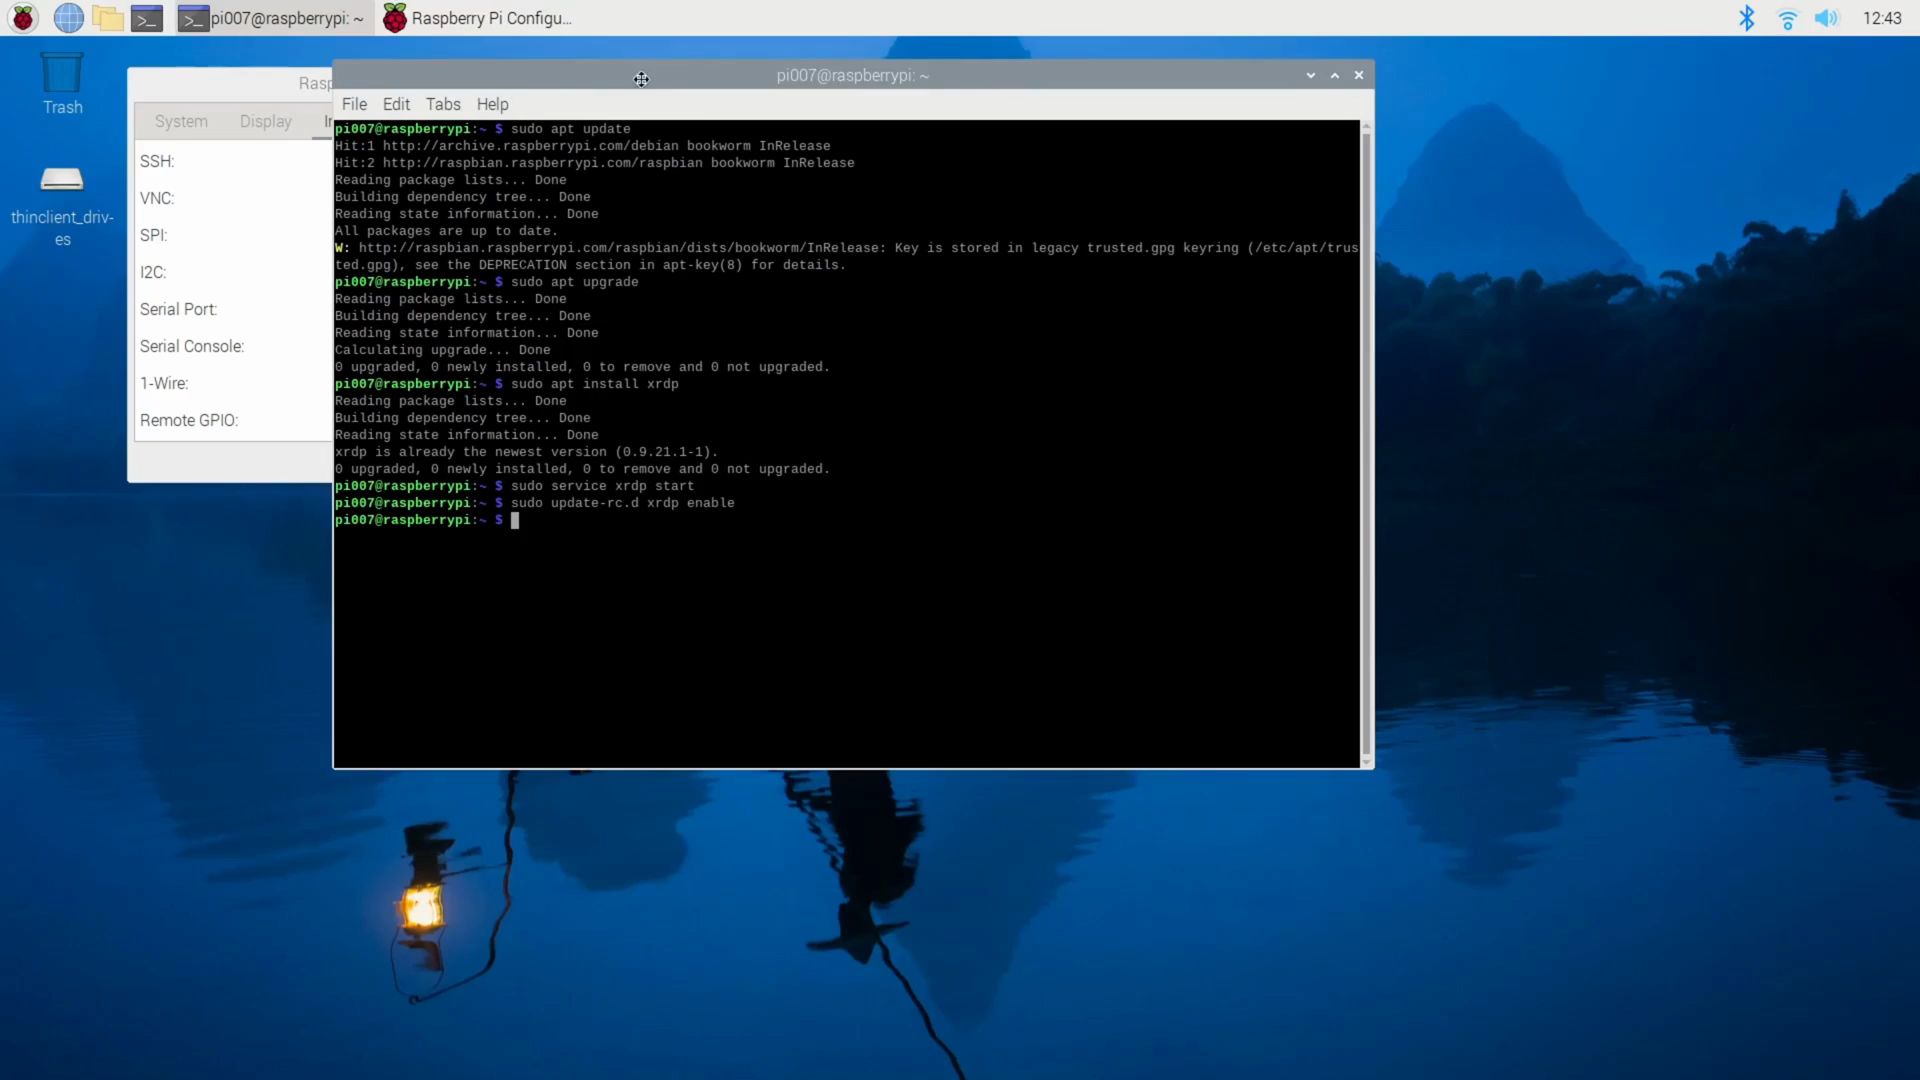 pi007@raspberrypi: ~
Raspberry Pi Configu...
12:43
Trash
thinclient_driv-
es
Rasp
System Display In
SSH:
VNC:
SPI:
I2C:
Serial Port:
Serial Console:
1-Wire:
Remote GPIO:
pi007@raspberrypi: ~
File Edit Tabs Help
pi007@raspberrypi:~ $ sudo apt update
Hit:1 http://archive.raspberrypi.com/debian bookworm InRelease
Hit:2 http://raspbian.raspberrypi.com/raspbian bookworm InRelease
Reading package lists... Done
Building dependency tree... Done
Reading state information... Done
All packages are up to date.
W: http://raspbian.raspberrypi.com/raspbian/dists/bookworm/InRelease: Key is stored in legacy trusted.gpg keyring (/etc/apt/trus
ted.gpg), see the DEPRECATION section in apt-key(8) for details.
pi007@raspberrypi:~ $ sudo apt upgrade
Reading package lists... Done
Building dependency tree... Done
Reading state information... Done
Calculating upgrade... Done
0 upgraded, 0 newly installed, 0 to remove and 0 not upgraded.
pi007@raspberrypi:~ $ sudo apt install xrdp
Reading package lists... Done
Building dependency tree... Done
Reading state information... Done
xrdp is already the newest version (0.9.21.1-1).
0 upgraded, 0 newly installed, 0 to remove and 0 not upgraded.
pi007@raspberrypi:~ $ sudo service xrdp start
pi007@raspberrypi:~ $ sudo update-rc.d xrdp enable
pi007@raspberrypi:~ $